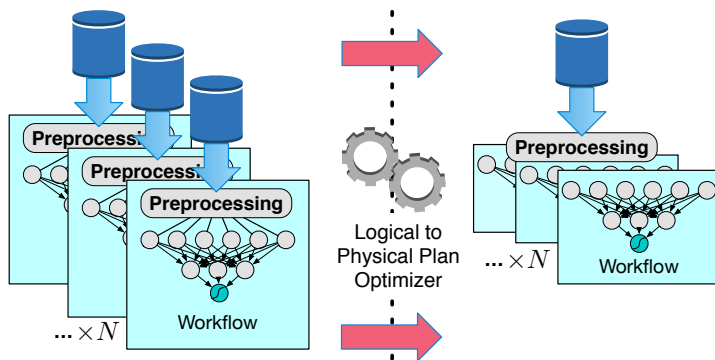 Preprocessing
Preprocessing
Preprocessing
Workflow
... × N
Logical to
Physical Plan
Optimizer
Preprocessing
Workflow
... × N